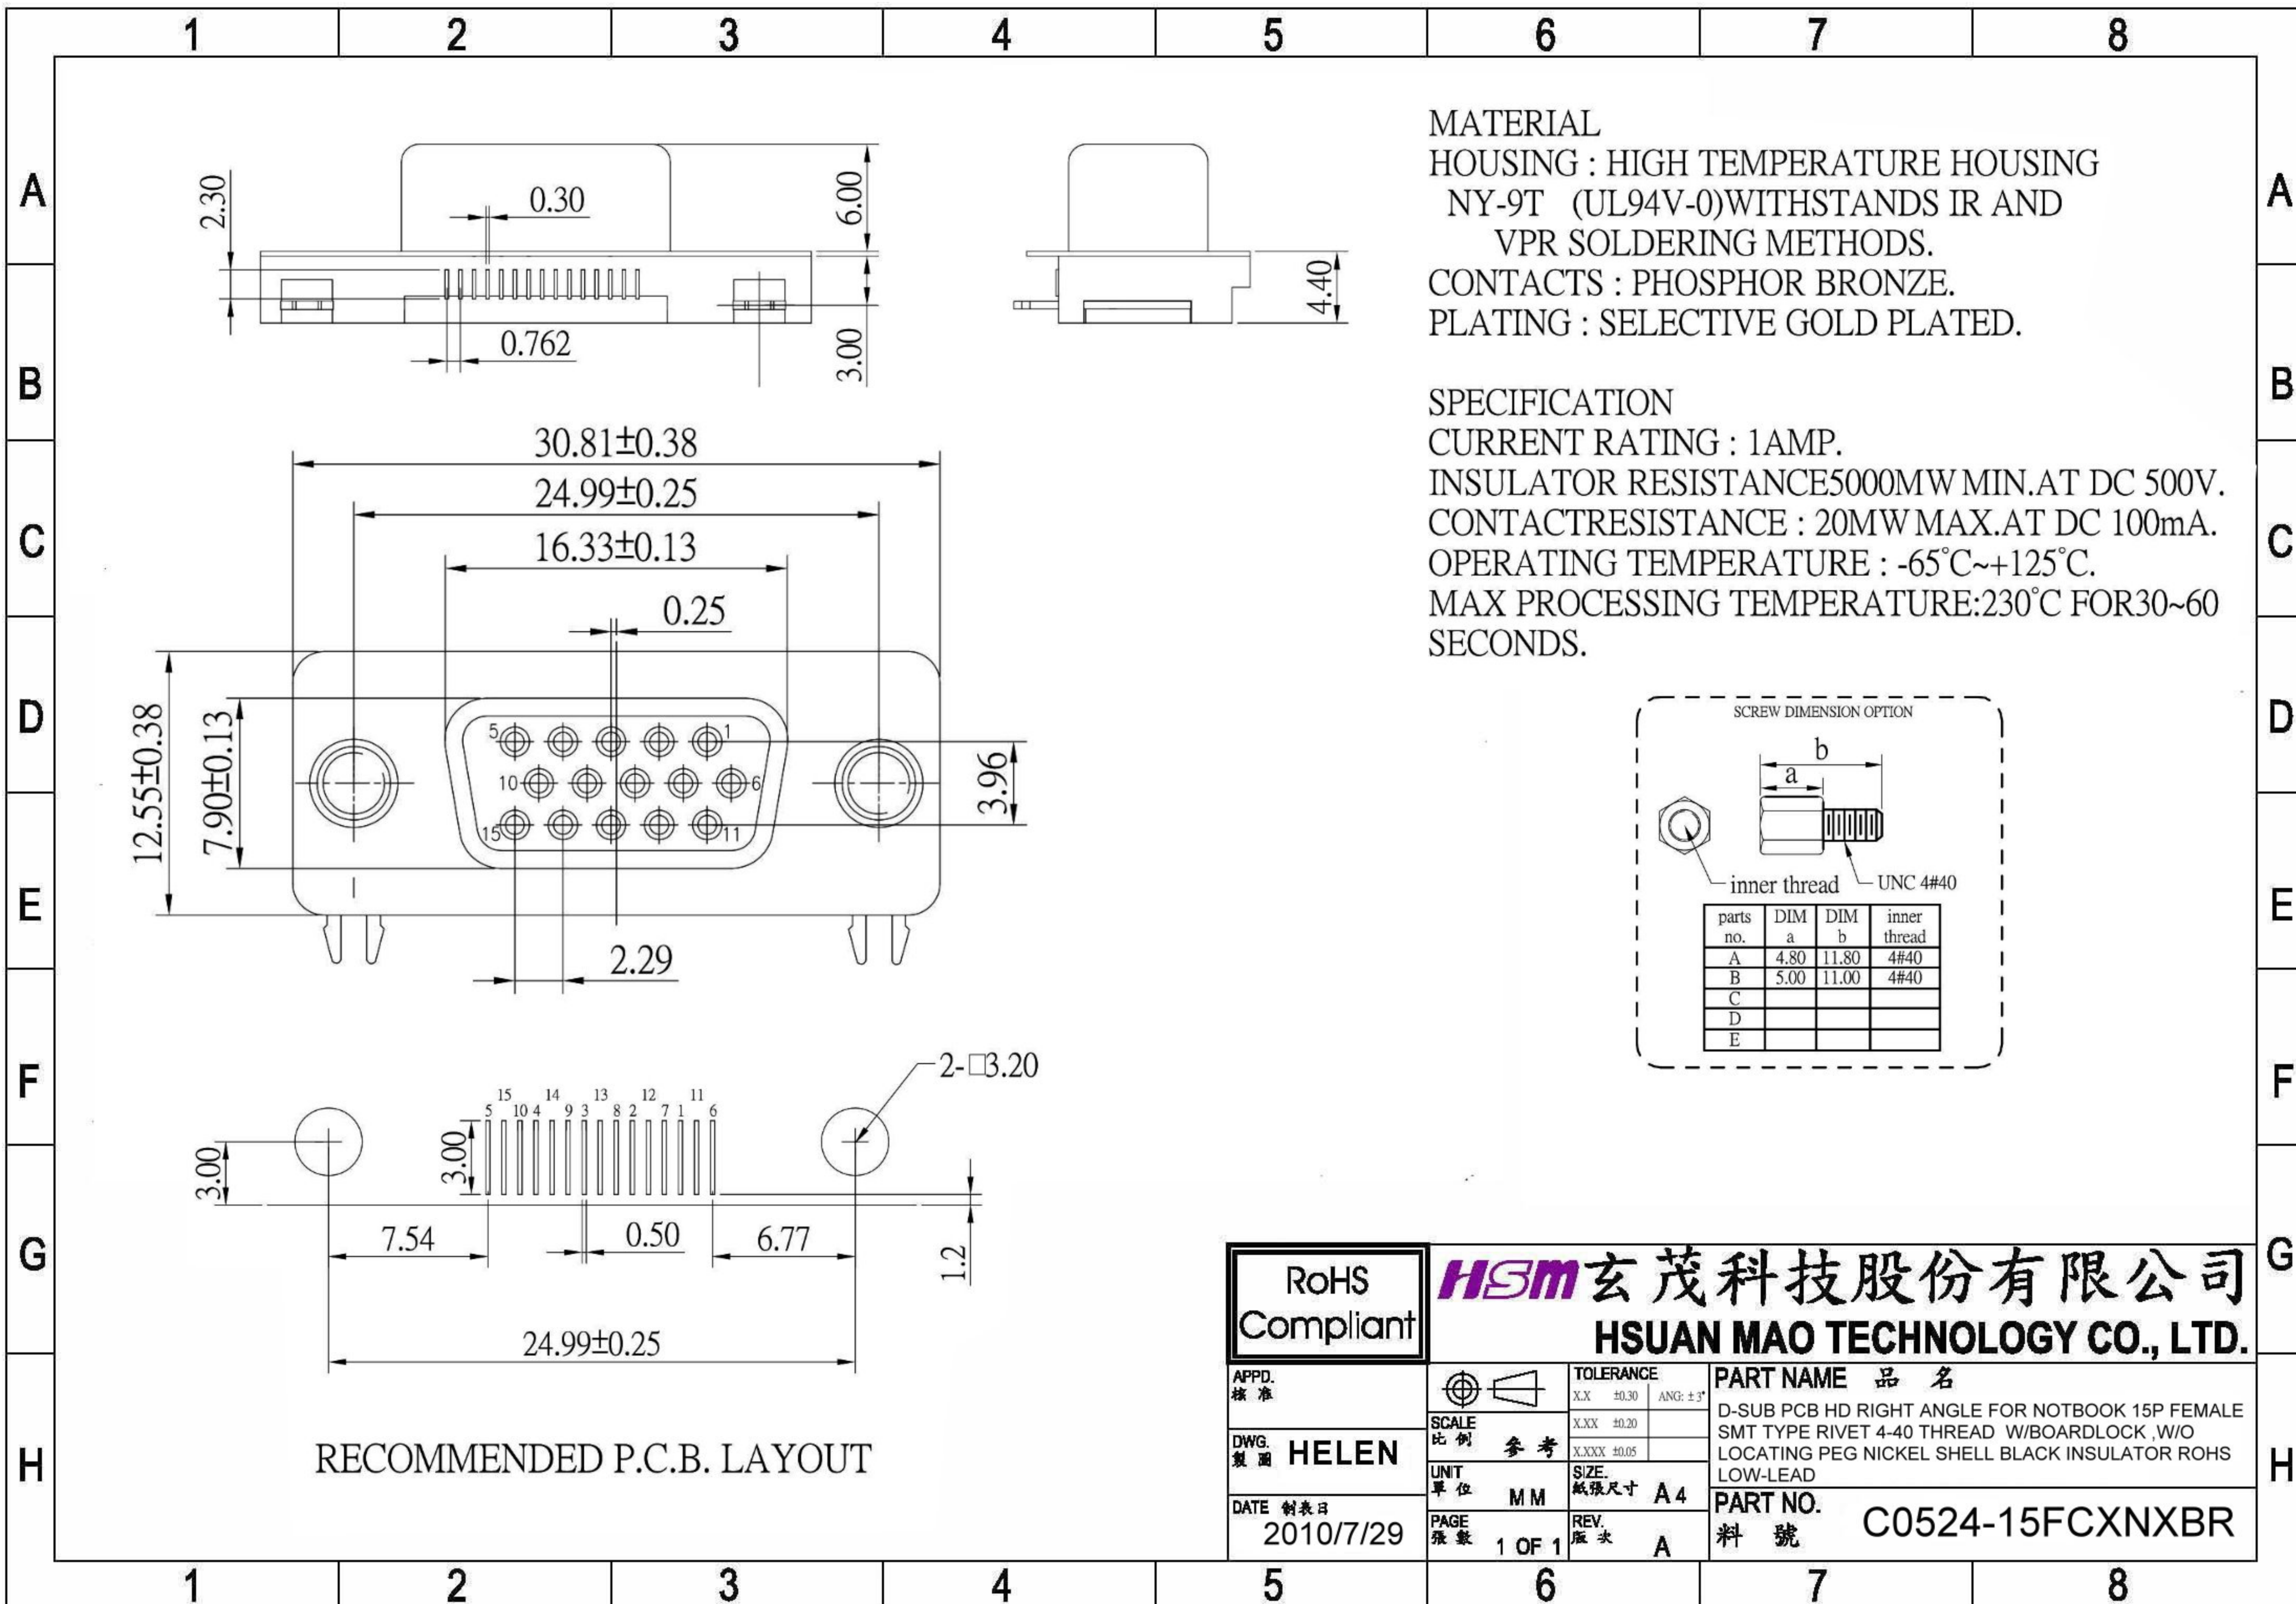 1 2 3 4 5 6 7 8
A
B
C
D
E
F
G
H
A
B
C
D
E
F
G
H
2.30
0.30
6.00
0.762
3.00
4.40
30.81±0.38
24.99±0.25
16.33±0.13
0.25
12.55±0.38
7.90±0.13
5 1
10 6
15 11
3.96
2.29
2-□3.20
15 14 13 12 11
5 10 4 9 3 8 2 7 1 6
3.00
3.00
7.54
0.50
6.77
1.2
24.99±0.25
RECOMMENDED P.C.B. LAYOUT
MATERIAL
HOUSING : HIGH TEMPERATURE HOUSING
NY-9T (UL94V-0)WITHSTANDS IR AND
VPR SOLDERING METHODS.
CONTACTS : PHOSPHOR BRONZE.
PLATING : SELECTIVE GOLD PLATED.
SPECIFICATION
CURRENT RATING : 1AMP.
INSULATOR RESISTANCE5000MW MIN.AT DC 500V.
CONTACTRESISTANCE : 20MW MAX.AT DC 100mA.
OPERATING TEMPERATURE : -65°C~+125°C.
MAX PROCESSING TEMPERATURE:230°C FOR30~60
SECONDS.
SCREW DIMENSION OPTION
b
a
inner thread
UNC 4#40
parts DIM DIM inner
no. a b thread
A 4.80 11.80 4#40
B 5.00 11.00 4#40
C
D
E
RoHS
Compliant
HSM 玄茂科技股份有限公司
HSUAN MAO TECHNOLOGY CO., LTD.
APPD.
核 准
DWG.
製 圖 HELEN
DATE 制表日
2010/7/29
SCALE
比 例 參 考
UNIT
單 位 MM
PAGE
張 數 1 OF 1
TOLERANCE
X.X ±0.30 ANG: ±3°
X.XX ±0.20
X.XXX ±0.05
SIZE.
紙張尺寸 A4
REV.
版 次 A
PART NAME 品 名
D-SUB PCB HD RIGHT ANGLE FOR NOTBOOK 15P FEMALE
SMT TYPE RIVET 4-40 THREAD W/BOARDLOCK ,W/O
LOCATING PEG NICKEL SHELL BLACK INSULATOR ROHS
LOW-LEAD
PART NO.
料 號 C0524-15FCXNXBR
1 2 3 4 5 6 7 8